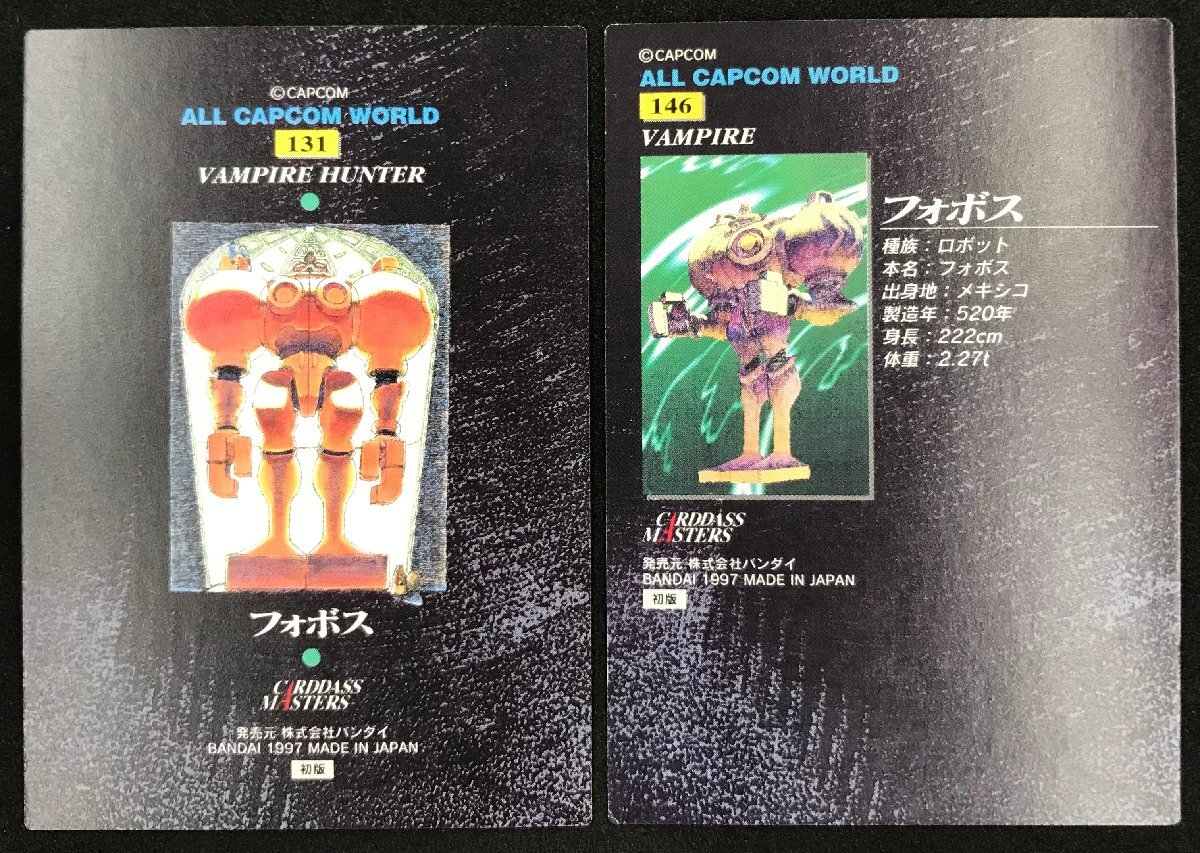 ©CAPCOM
ALL CAPCOM WORLD
131
VAMPIRE HUNTER
フォボス
CARDDASS
MASTERS
発売元 株式会社バンダイ
BANDAI 1997 MADE IN JAPAN
初版
©CAPCOM
ALL CAPCOM WORLD
146
VAMPIRE
フォボス
種族：ロボット
本名：フォボス
出身地：メキシコ
製造年：520年
身長：222cm
体重：2.27t
CARDDASS
MASTERS
発売元 株式会社バンダイ
BANDAI 1997 MADE IN JAPAN
初版